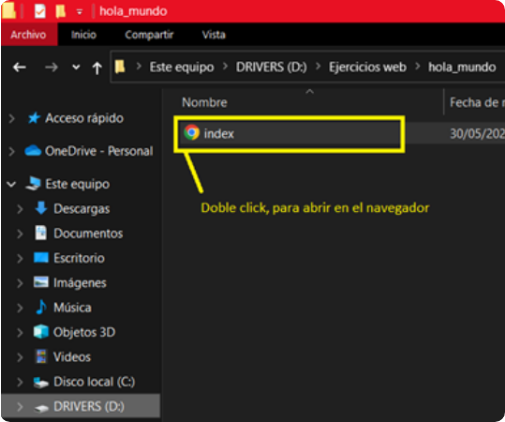 hola_mundo
Archivo Inicio Compartir Vista
Este equipo > DRIVERS (D:) > Ejercicios web > hola_mundo
Nombre Fecha de
index 30/05/202
Doble click, para abrir en el navegador
Acceso rápido
OneDrive - Personal
Este equipo
Descargas
Documentos
Escritorio
Imágenes
Música
Objetos 3D
Videos
Disco local (C:)
DRIVERS (D:)